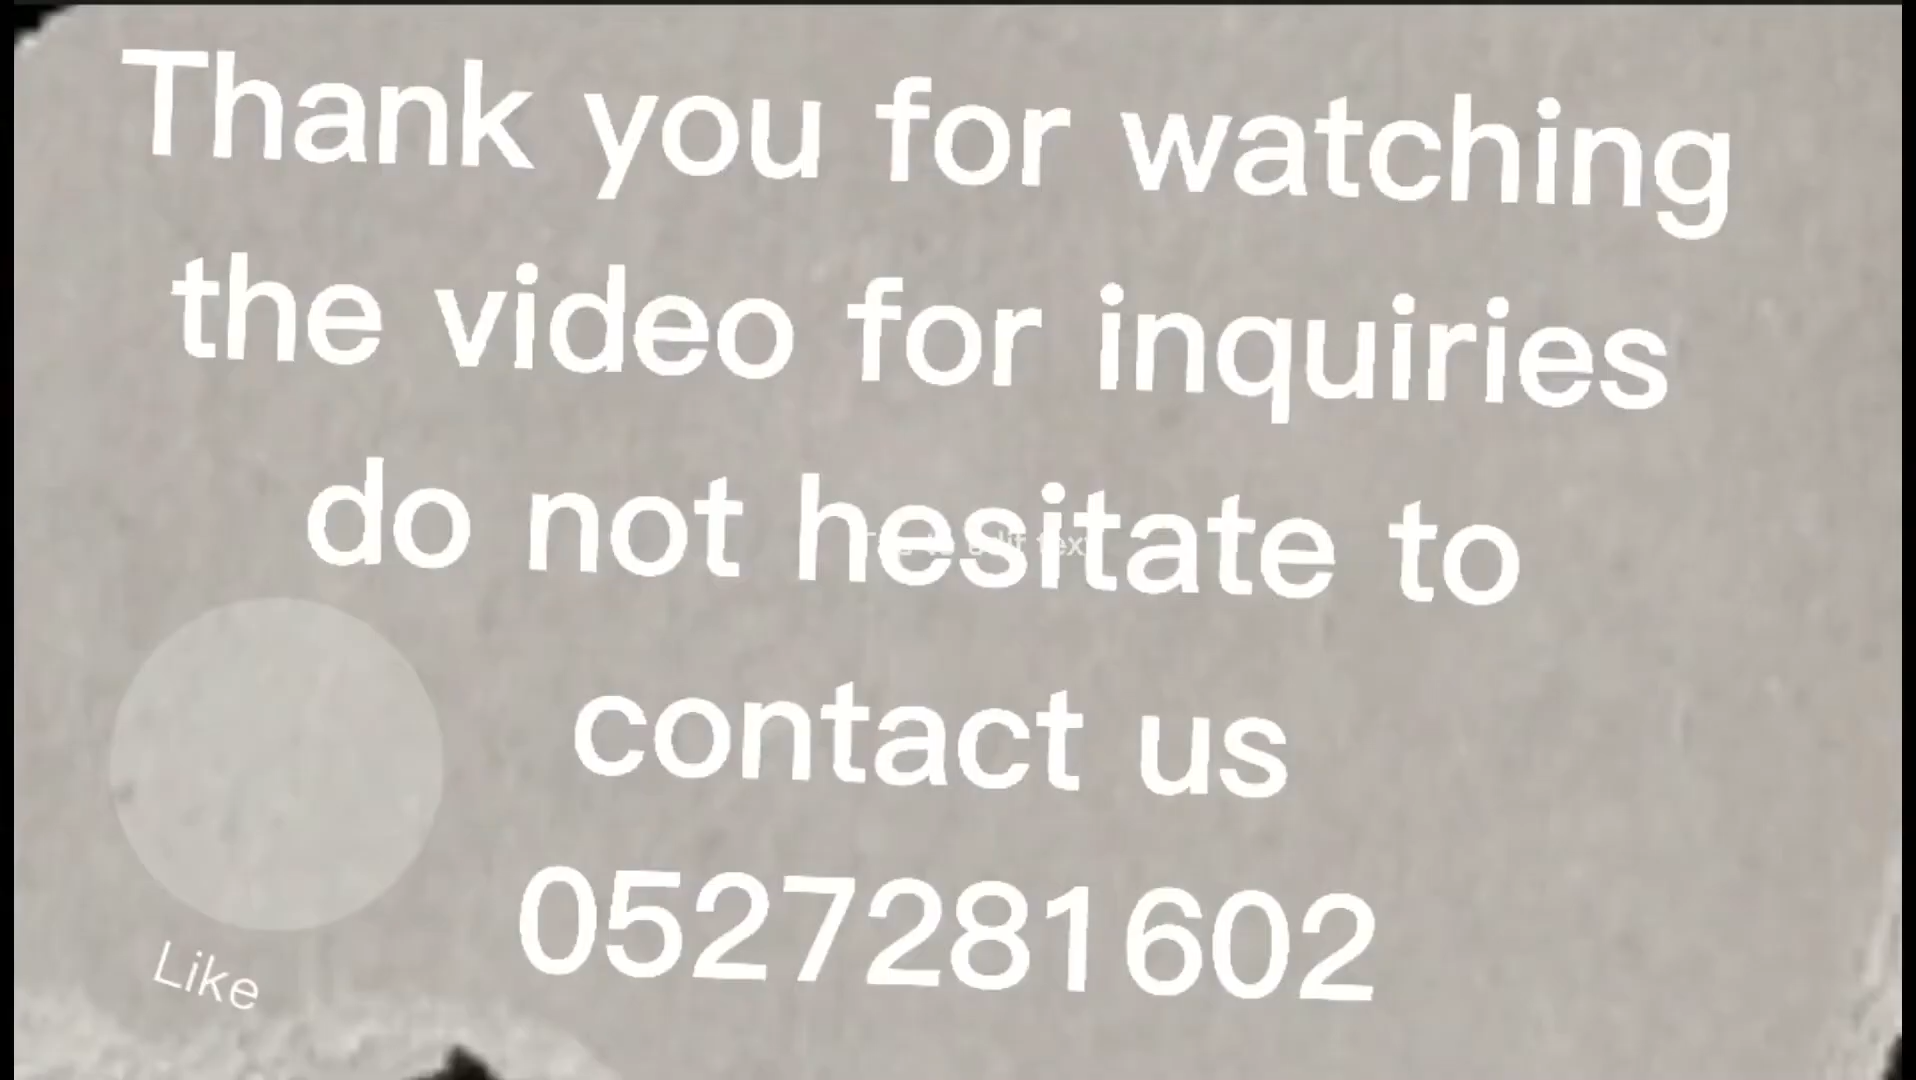 Thank you for watching
the video for inquiries
do not hesitate to
contact us
0527281602
Like